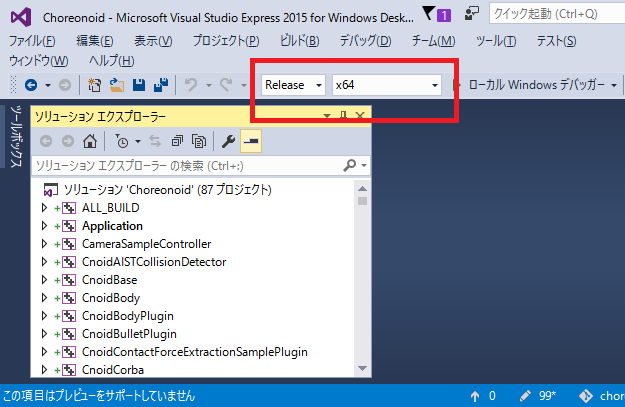 Choreonoid - Microsoft Visual Studio Express 2015 for Windows Desk...
1
クイック起動 (Ctrl+Q)
ファイル(F) 編集(E) 表示(V) プロジェクト(P) ビルド(B) デバッグ(D) チーム(M) ツール(T) テスト(S)
ウィンドウ(W) ヘルプ(H)
Release x64 ローカル Windows デバッガー
ツールボックス
ソリューション エクスプローラー
ソリューション エクスプローラー の検索 (Ctrl+:)
ソリューション 'Choreonoid' (87 プロジェクト)
ALL_BUILD
Application
CameraSampleController
CnoidAISTCollisionDetector
CnoidBase
CnoidBody
CnoidBodyPlugin
CnoidBulletPlugin
CnoidContactForceExtractionSamplePlugin
CnoidCorba
この項目はプレビューをサポートしていません 0 99* chor